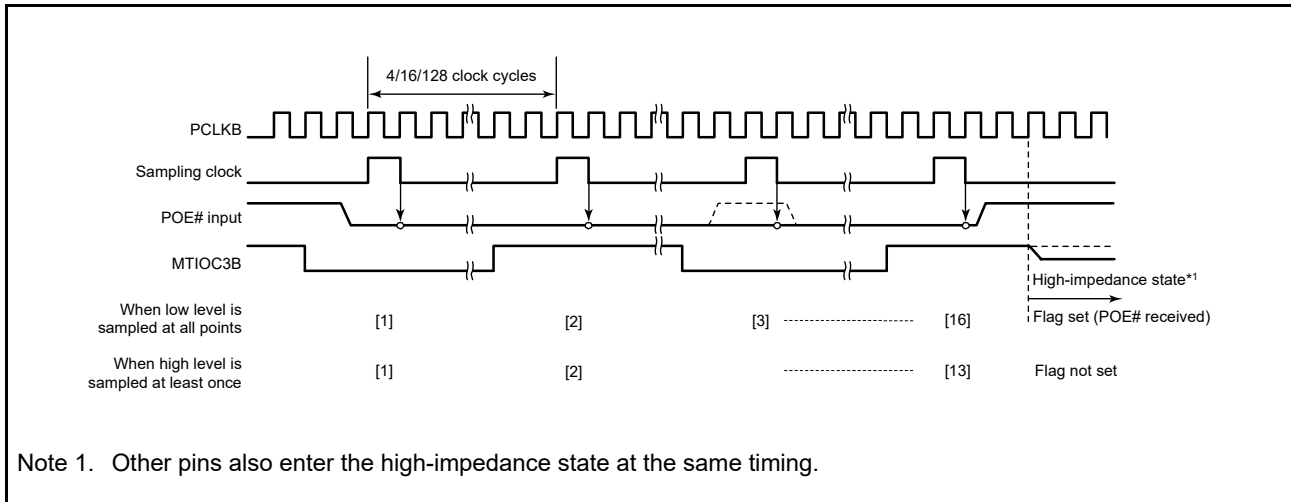 4/16/128 clock cycles
PCLKB
Sampling clock
POE# input
MTIOC3B
High-impedance state*1
When low level is
sampled at all points
[1] [2] [3] [16] Flag set (POE# received)
When high level is
sampled at least once
[1] [2] [13] Flag not set
Note 1. Other pins also enter the high-impedance state at the same timing.